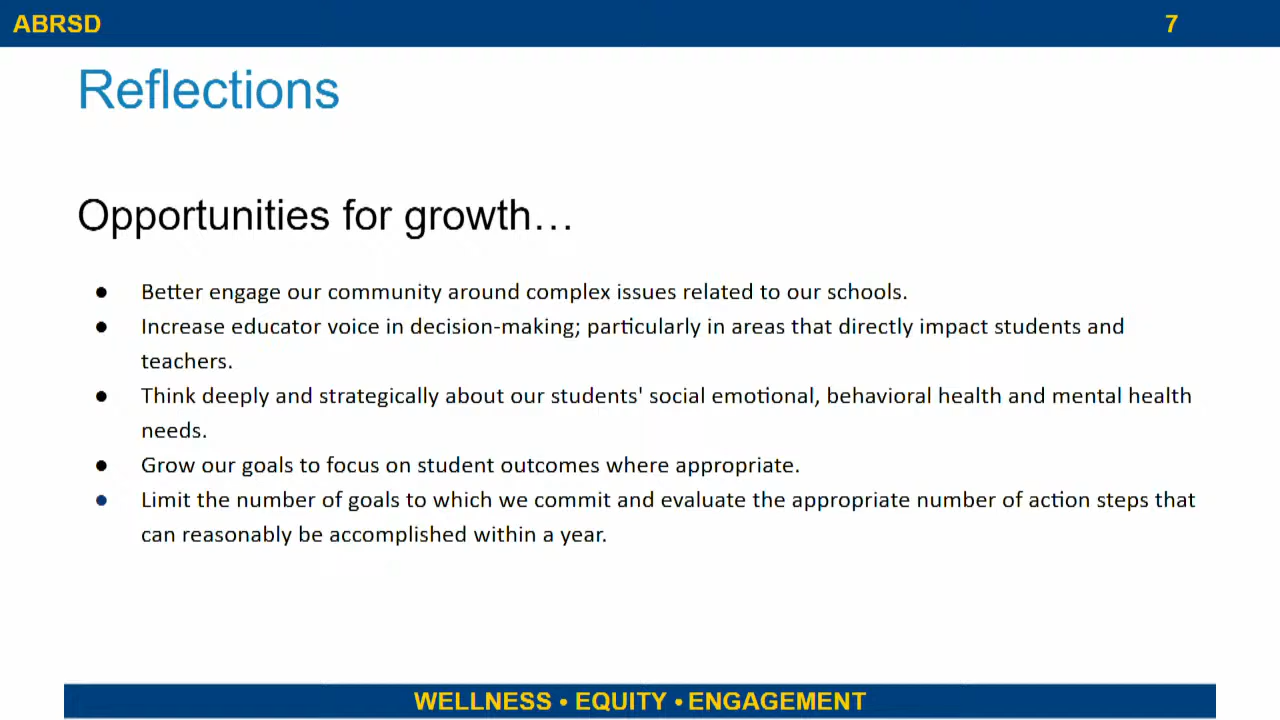 ABRSD 7
Reflections
Opportunities for growth…
● Better engage our community around complex issues related to our schools.
● Increase educator voice in decision-making; particularly in areas that directly impact students and
teachers.
● Think deeply and strategically about our students' social emotional, behavioral health and mental health
needs.
● Grow our goals to focus on student outcomes where appropriate.
● Limit the number of goals to which we commit and evaluate the appropriate number of action steps that
can reasonably be accomplished within a year.
WELLNESS • EQUITY • ENGAGEMENT